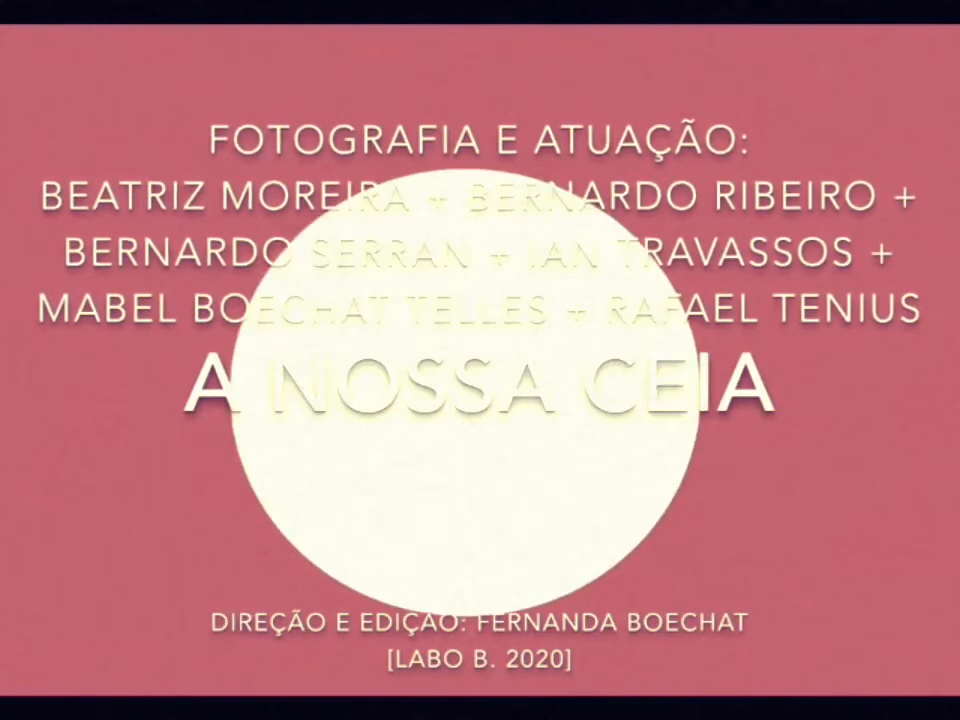 FOTOGRAFIA E ATUAÇÃO:
BEATRIZ MOREIRA + BERNARDO RIBEIRO +
BERNARDO SERRAN + IAN TRAVASSOS +
MABEL BOECHAT TELLES + RAFAEL TENIUS
A NOSSA CEIA
DIREÇÃO E EDIÇÃO: FERNANDA BOECHAT
[LABO B. 2020]